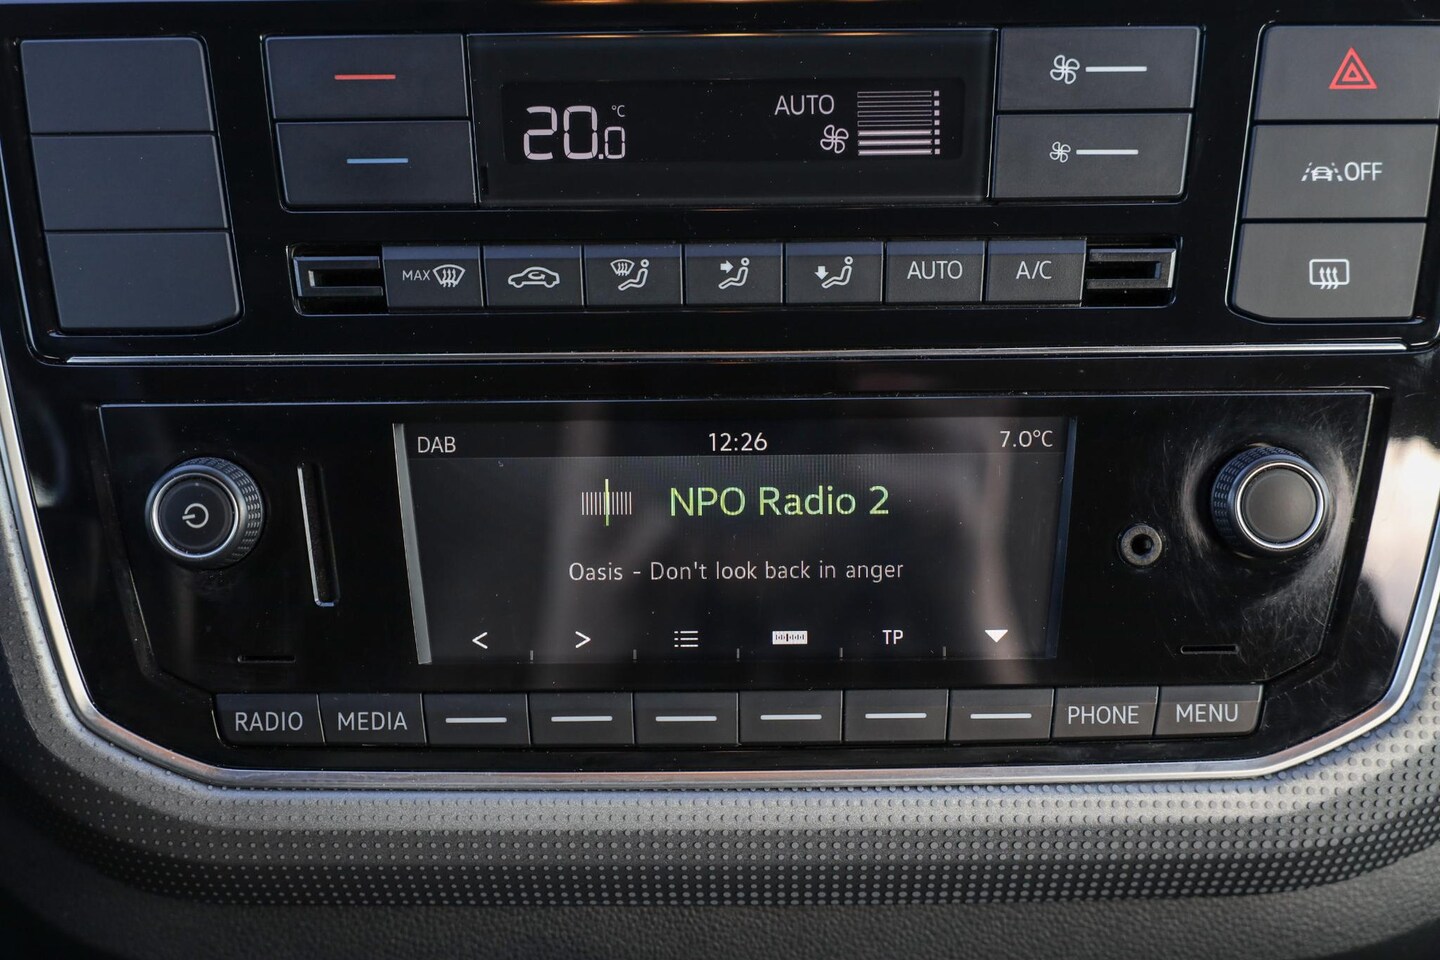 20.0 °C
AUTO
OFF
MAX
AUTO
A/C
DAB
12:26
7.0°C
NPO Radio 2
Oasis - Don't look back in anger
< >
TP
RADIO
MEDIA
PHONE
MENU